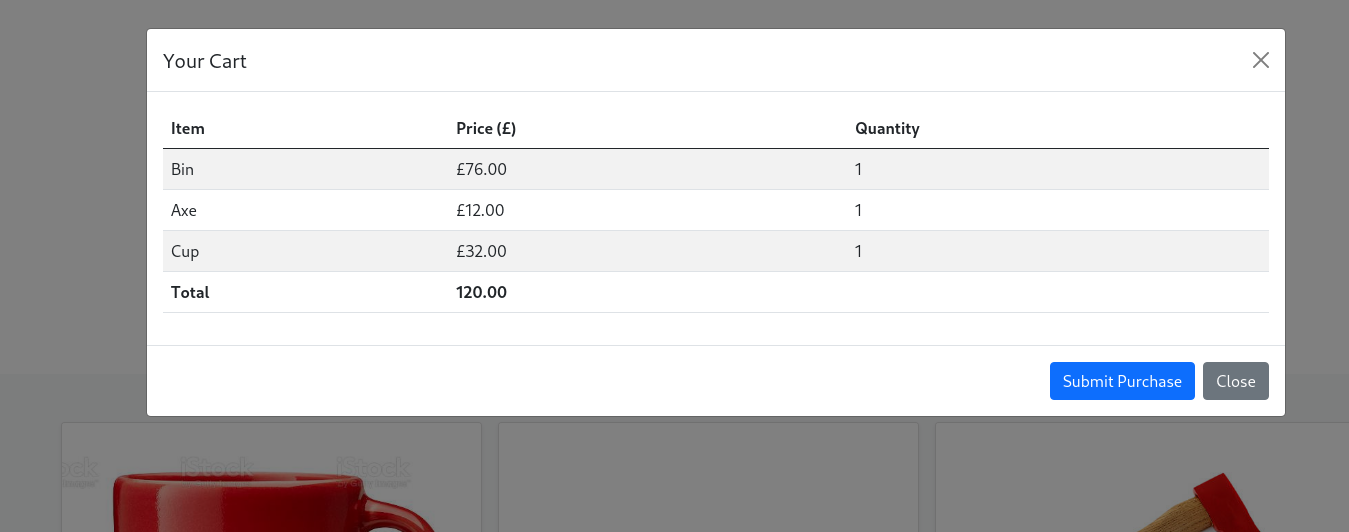 Your Cart
Item Price (£) Quantity
Bin £76.00 1
Axe £12.00 1
Cup £32.00 1
Total 120.00
Submit Purchase Close
iStock iStock